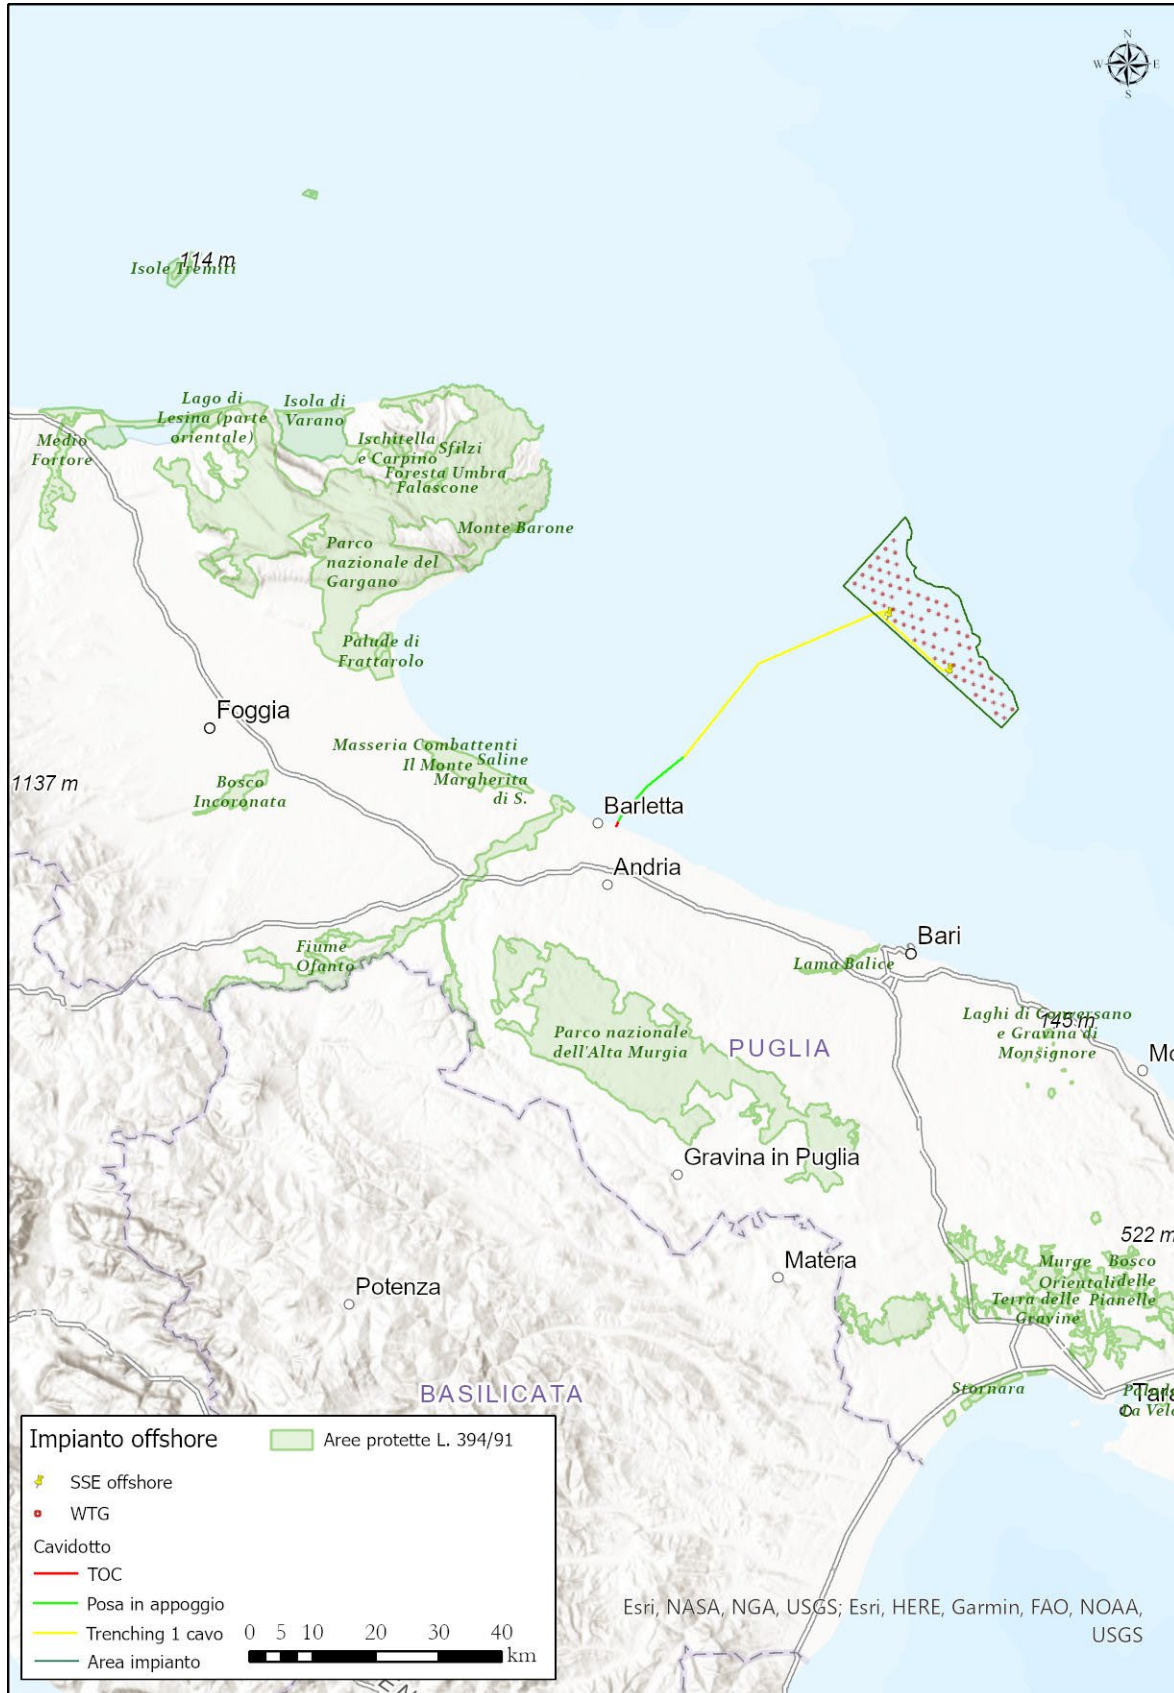 N
W E
S
114 m
Isole Tremiti
Lago di
Lesina (parte
orientale)
Isola di
Varano
Medio
Fortore
Ischitella
e Carpino
Sfilzi
Foresta Umbra
Falascone
Monte Barone
Parco
nazionale del
Gargano
Palude di
Frattarolo
Foggia
Masseria Combattenti
Il Monte
Saline
Margherita
di S.
1137 m
Bosco
Incoronata
Barletta
Andria
Bari
Lama Balice
Fiume
Ofanto
Parco nazionale
dell'Alta Murgia
PUGLIA
Laghi di Conversano
e Gravina di
Monsignore
145 m
Mo
Gravina in Puglia
522 m
Matera
Murge
Orientali
Bosco
delle
Pianelle
Terra delle
Gravine
Potenza
Stornara
BASILICATA
Tara
La Vela
Impianto offshore
Aree protette L. 394/91
SSE offshore
WTG
Cavidotto
TOC
Posa in appoggio
Trenching 1 cavo
Area impianto
0 5 10 20 30 40
km
Esri, NASA, NGA, USGS; Esri, HERE, Garmin, FAO, NOAA,
USGS